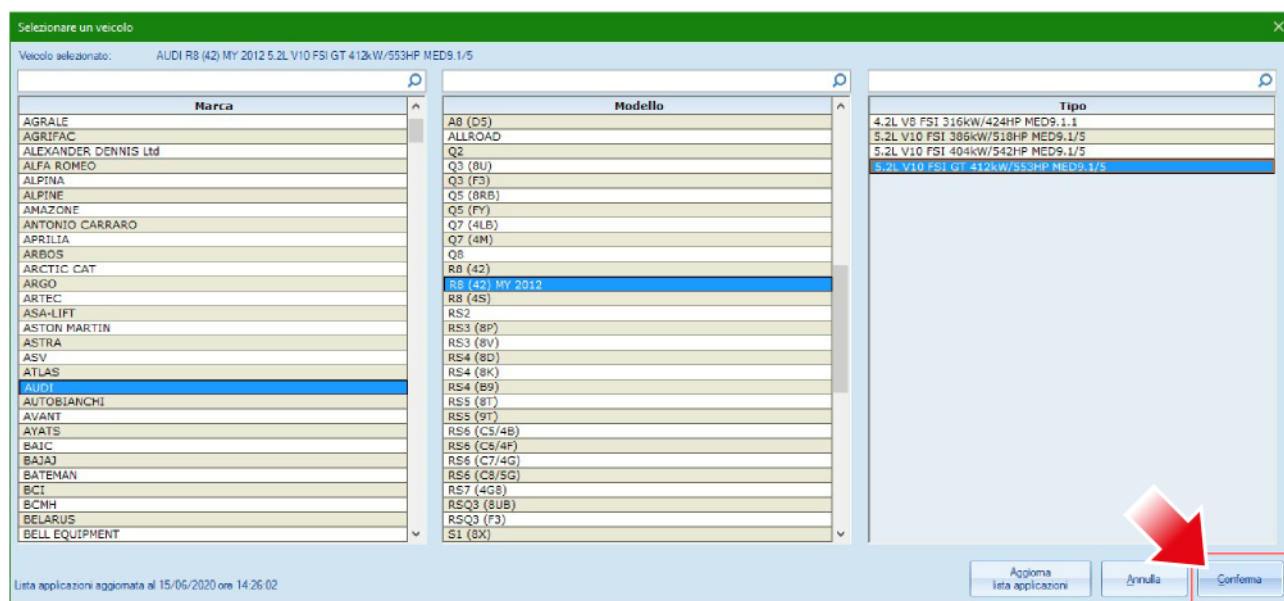 Selezionare un veicolo
Veicolo selezionato: AUDI R8 (42) MY 2012 5.2L V10 FSI GT 412kW/553HP MED9.1/5
Marca
AGRALE
AGRIFAC
ALEXANDER DENNIS Ltd
ALFA ROMEO
ALPINA
ALPINE
AMAZONE
ANTONIO CARRARO
APRILIA
ARBOS
ARCTIC CAT
ARGO
ARTEC
ASA-LIFT
ASTON MARTIN
ASTRA
ASV
ATLAS
AUDI
AUTOBIANCHI
AVANT
AYATS
BAIC
BAJAJ
BATEMAN
BCI
BCMH
BELARUS
BELL EQUIPMENT
Modello
A8 (D5)
ALLROAD
Q2
Q3 (8U)
Q3 (F3)
Q5 (8RB)
Q5 (FY)
Q7 (4LB)
Q7 (4M)
Q8
R8 (42)
R8 (42) MY 2012
R8 (4S)
RS2
RS3 (8P)
RS3 (8V)
RS4 (8D)
RS4 (8K)
RS4 (B9)
RS5 (8T)
RS5 (9T)
RS6 (C5/4B)
RS6 (C6/4F)
RS6 (C7/4G)
RS6 (C8/5G)
RS7 (4G8)
RSQ3 (8UB)
RSQ3 (F3)
S1 (8X)
Tipo
4.2L V8 FSI 316kW/424HP MED9.1.1
5.2L V10 FSI 386kW/518HP MED9.1/5
5.2L V10 FSI 404kW/542HP MED9.1/5
5.2L V10 FSI GT 412kW/553HP MED9.1/5
Lista applicazioni aggiornata al 15/06/2020 ore 14:26:02
Aggiorna
lista applicazioni
Annulla
Conferma